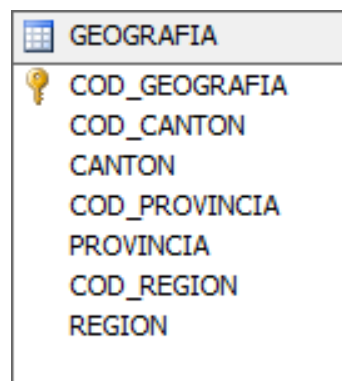 GEOGRAFIA
COD_GEOGRAFIA
COD_CANTON
CANTON
COD_PROVINCIA
PROVINCIA
COD_REGION
REGION